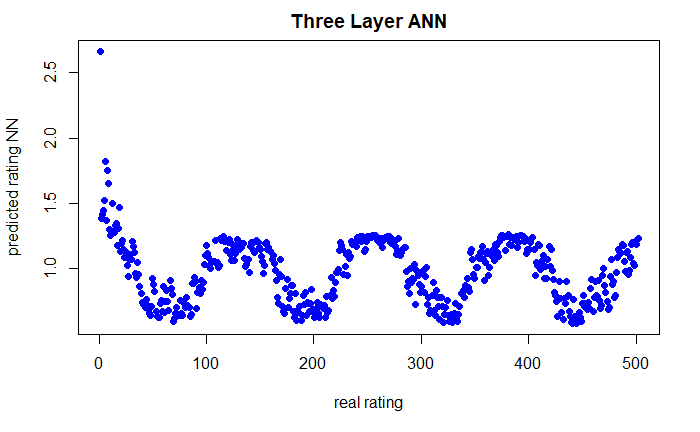 Three Layer ANN
predicted rating NN
2.5
2.0
1.5
1.0
0 100 200 300 400 500
real rating